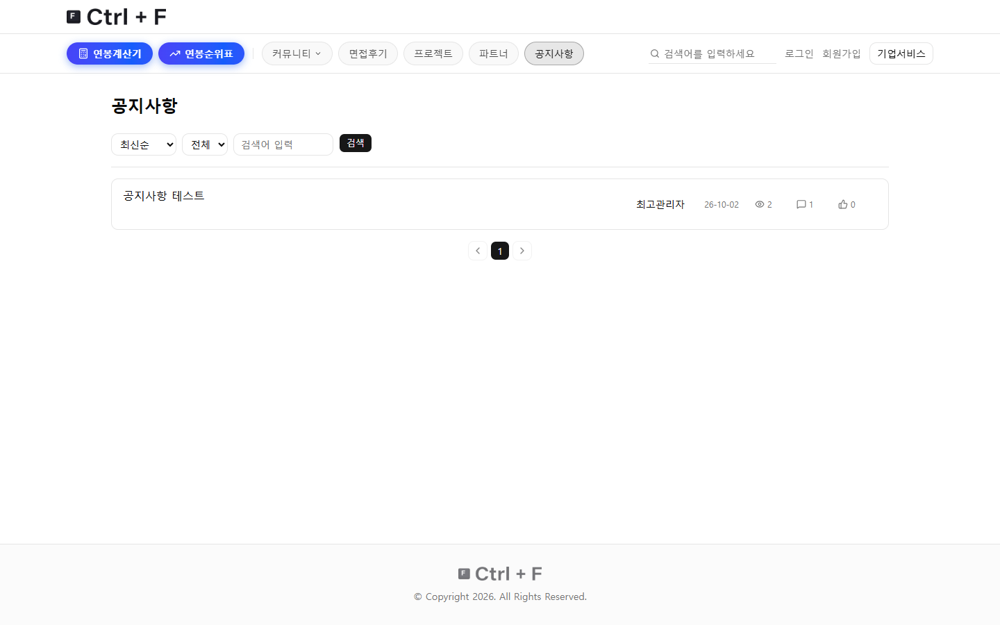 F Ctrl + F
연봉계산기 연봉순위표 커뮤니티 면접후기 프로젝트 파트너 공지사항 검색어를 입력하세요 로그인 회원가입 기업서비스
공지사항
최신순 전체 검색어 입력 검색
공지사항 테스트
최고관리자 26-10-02 2 1 0
1
F Ctrl + F
© Copyright 2026. All Rights Reserved.